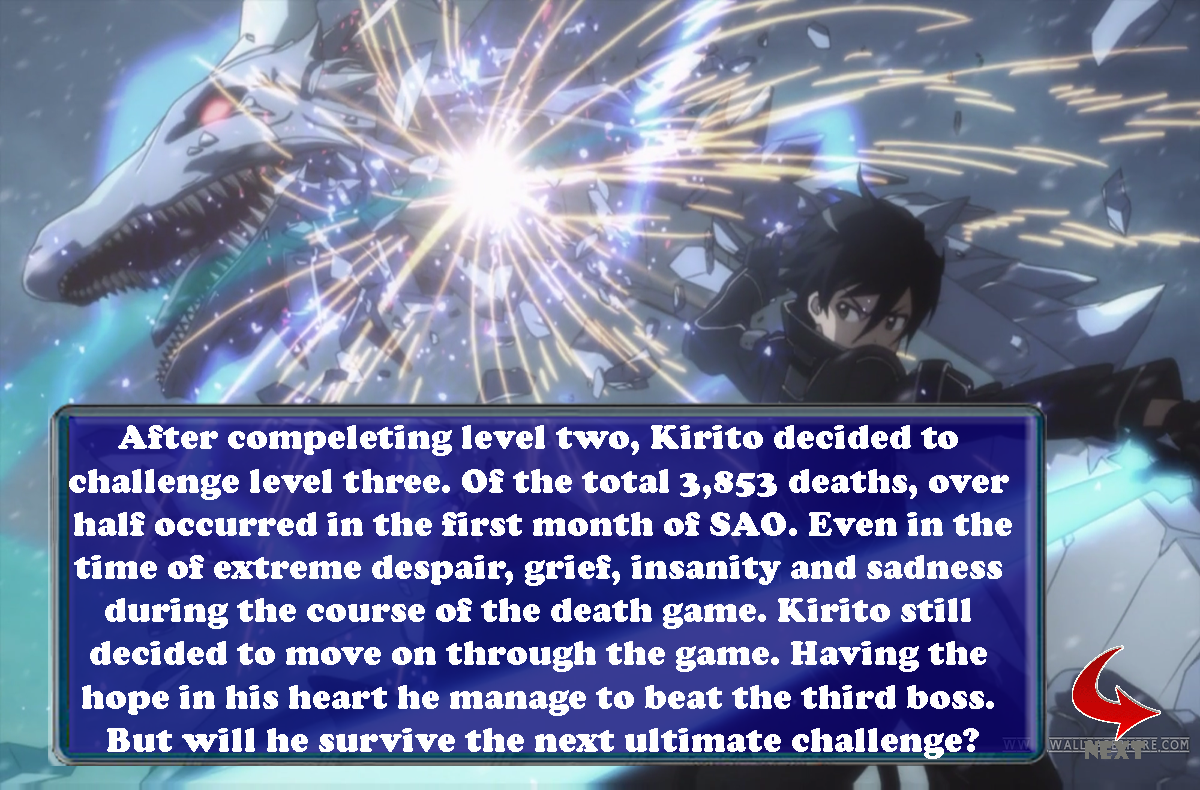 After compeleting level two, Kirito decided to
challenge level three. Of the total 3,853 deaths, over
half occurred in the first month of SAO. Even in the
time of extreme despair, grief, insanity and sadness
during the course of the death game. Kirito still
decided to move on through the game. Having the
hope in his heart he manage to beat the third boss.
But will he survive the next ultimate challenge?
NEXT